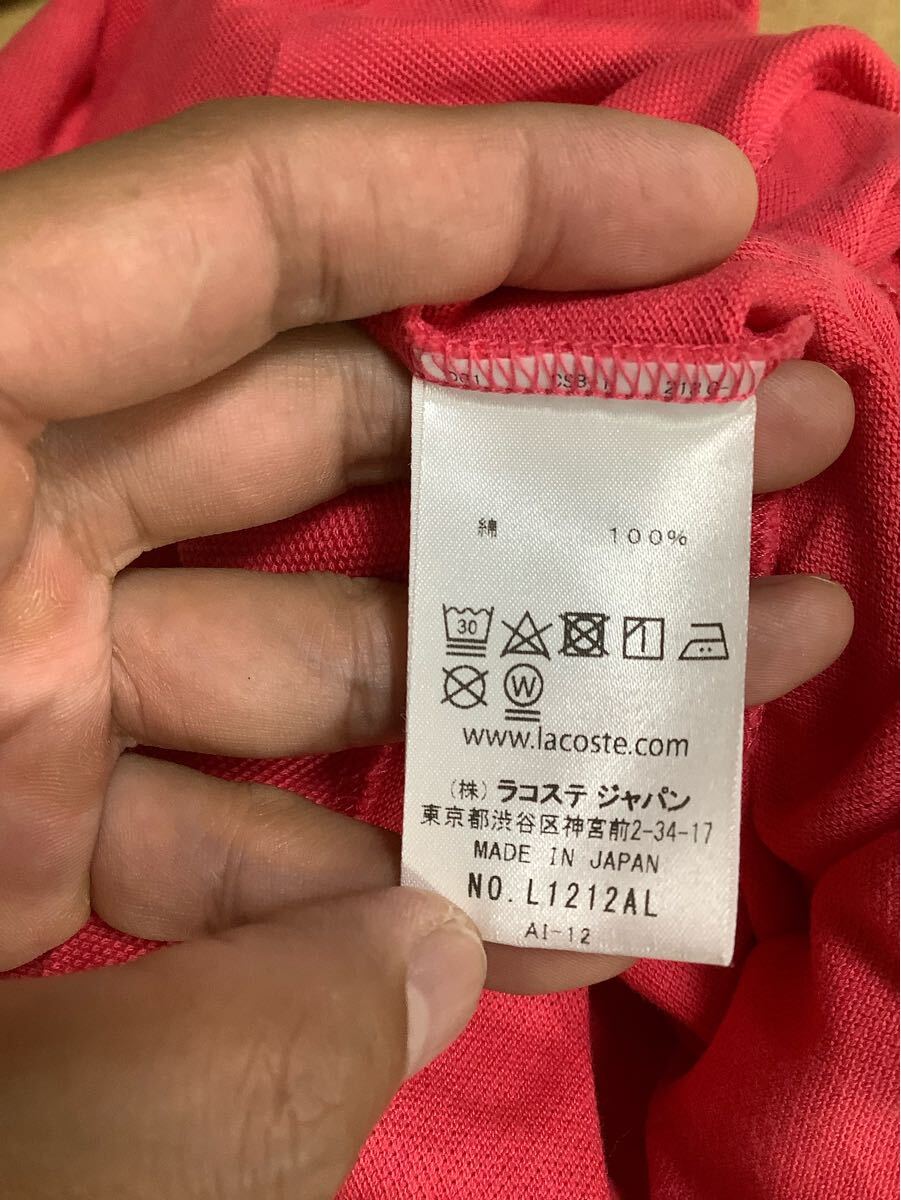 綿 100%
30
W
www.lacoste.com
(株) ラコステ ジャパン
東京都渋谷区神宮前2-34-17
MADE IN JAPAN
NO. L1212AL
AI-12